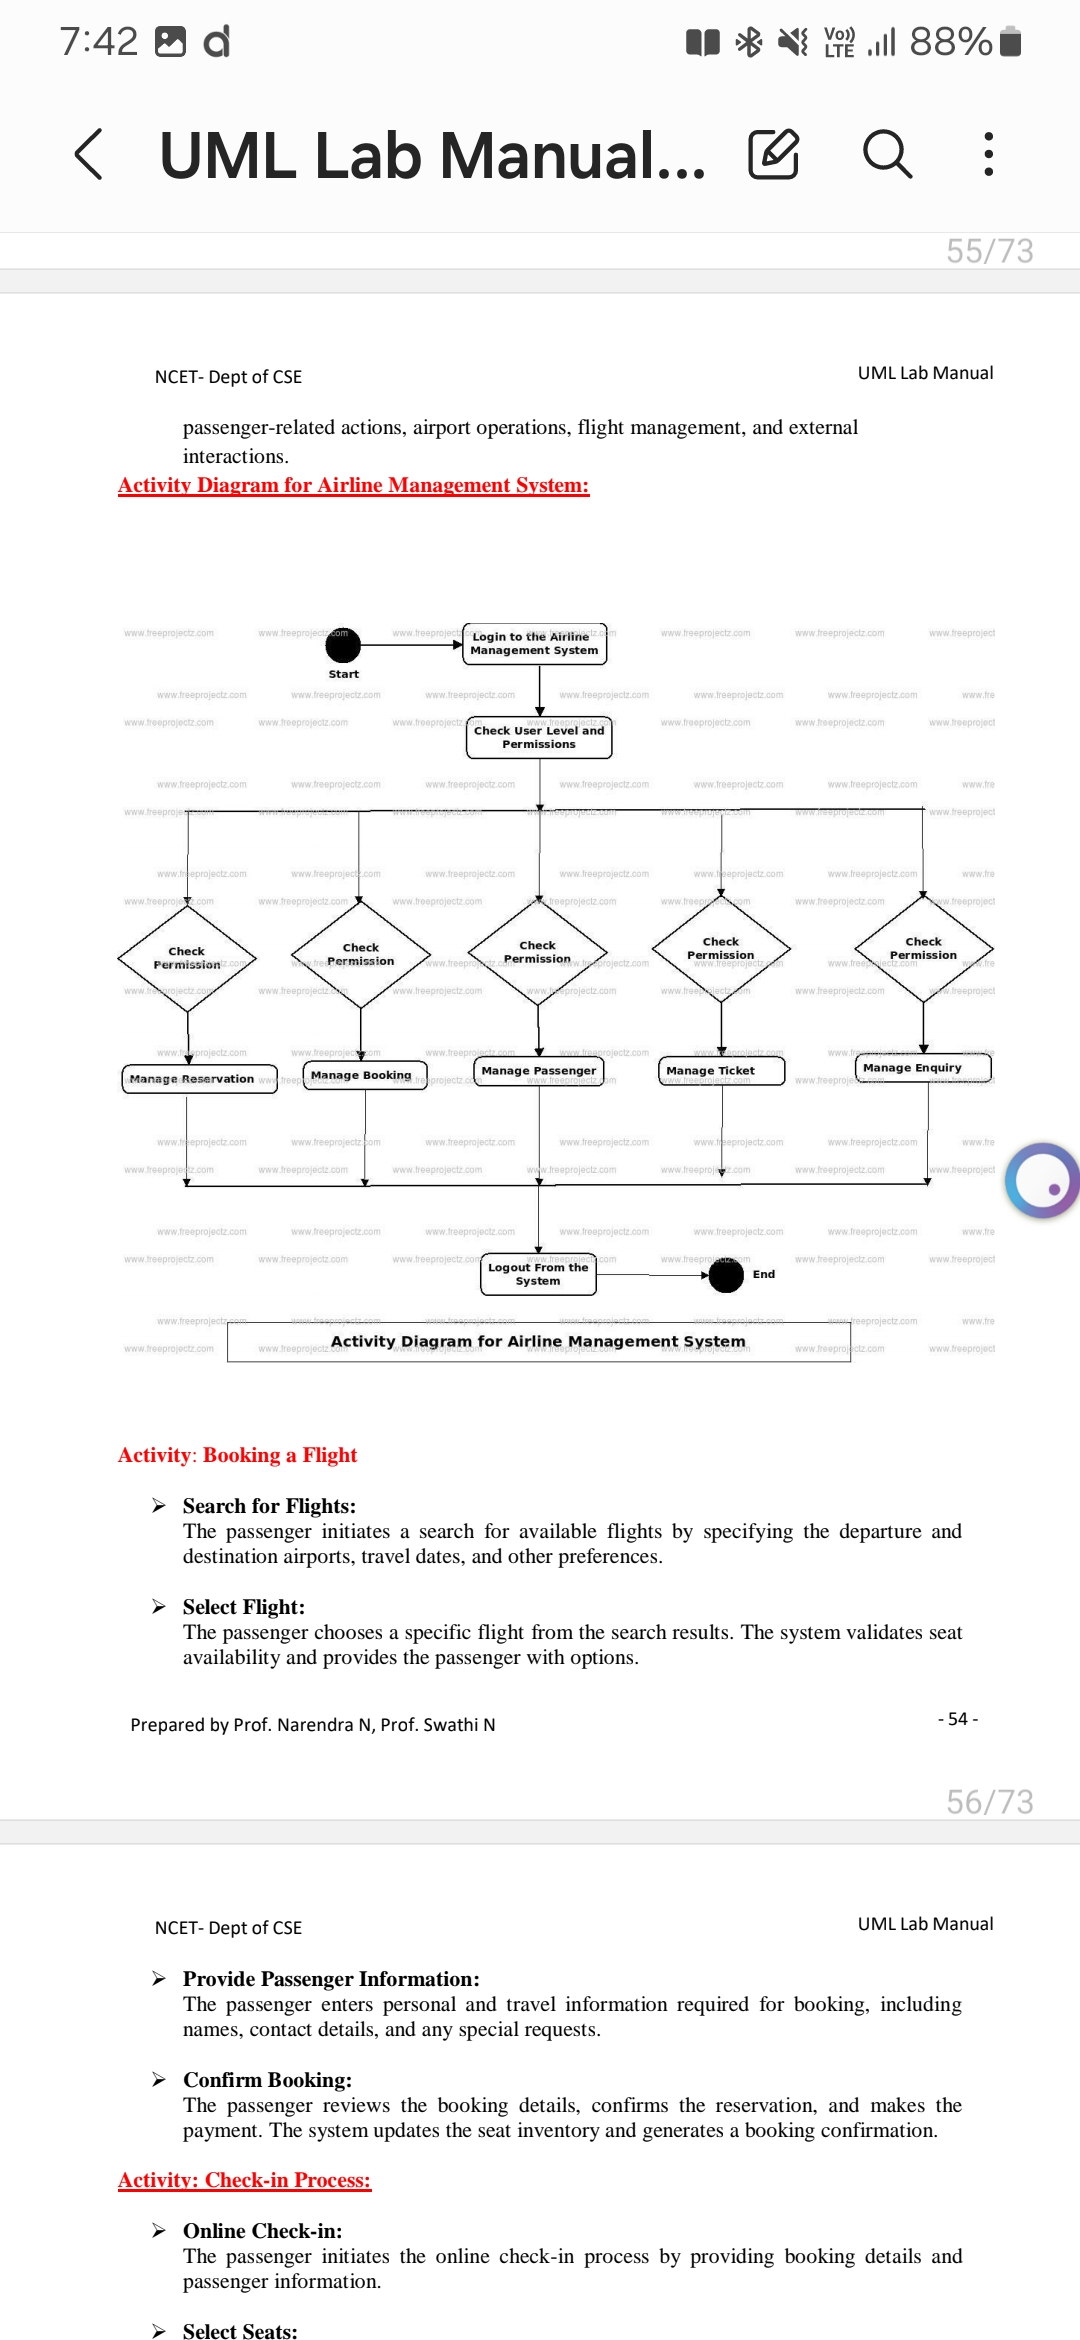 7:42
Vo))
LTE
88%
UML Lab Manual...
55/73
NCET- Dept of CSE
UML Lab Manual
passenger-related actions, airport operations, flight management, and external
interactions.
Activity Diagram for Airline Management System:
Start
Login to the Airline
Management System
Check User Level and
Permissions
Check
Permission
Check
Permission
Check
Permission
Check
Permission
Check
Permission
Manage Reservation
Manage Booking
Manage Passenger
Manage Ticket
Manage Enquiry
Logout From the
System
End
Activity Diagram for Airline Management System
www.freeprojectz.com
Activity: Booking a Flight
➢ Search for Flights:
The passenger initiates a search for available flights by specifying the departure and
destination airports, travel dates, and other preferences.
➢ Select Flight:
The passenger chooses a specific flight from the search results. The system validates seat
availability and provides the passenger with options.
Prepared by Prof. Narendra N, Prof. Swathi N
- 54 -
56/73
NCET- Dept of CSE
UML Lab Manual
➢ Provide Passenger Information:
The passenger enters personal and travel information required for booking, including
names, contact details, and any special requests.
➢ Confirm Booking:
The passenger reviews the booking details, confirms the reservation, and makes the
payment. The system updates the seat inventory and generates a booking confirmation.
Activity: Check-in Process:
➢ Online Check-in:
The passenger initiates the online check-in process by providing booking details and
passenger information.
➢ Select Seats: